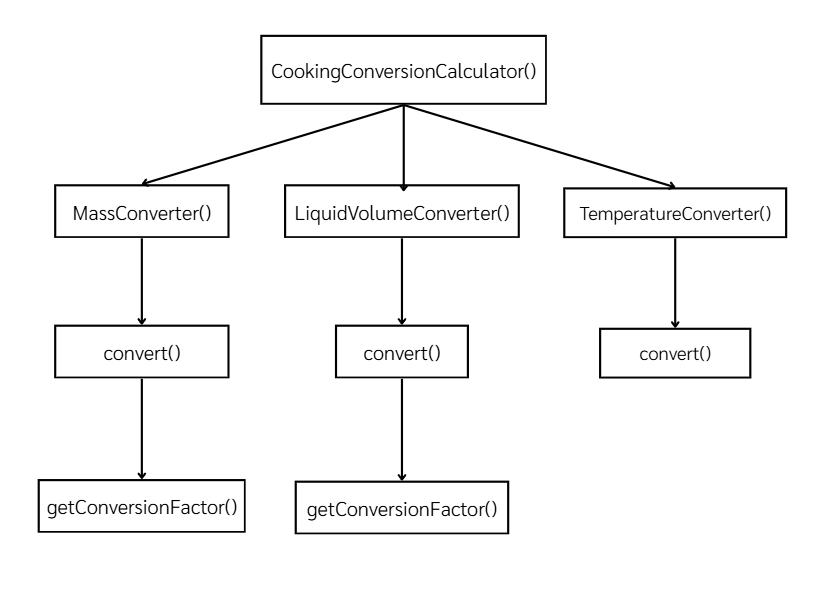 CookingConversionCalculator()
MassConverter()
LiquidVolumeConverter()
TemperatureConverter()
convert()
convert()
convert()
getConversionFactor()
getConversionFactor()